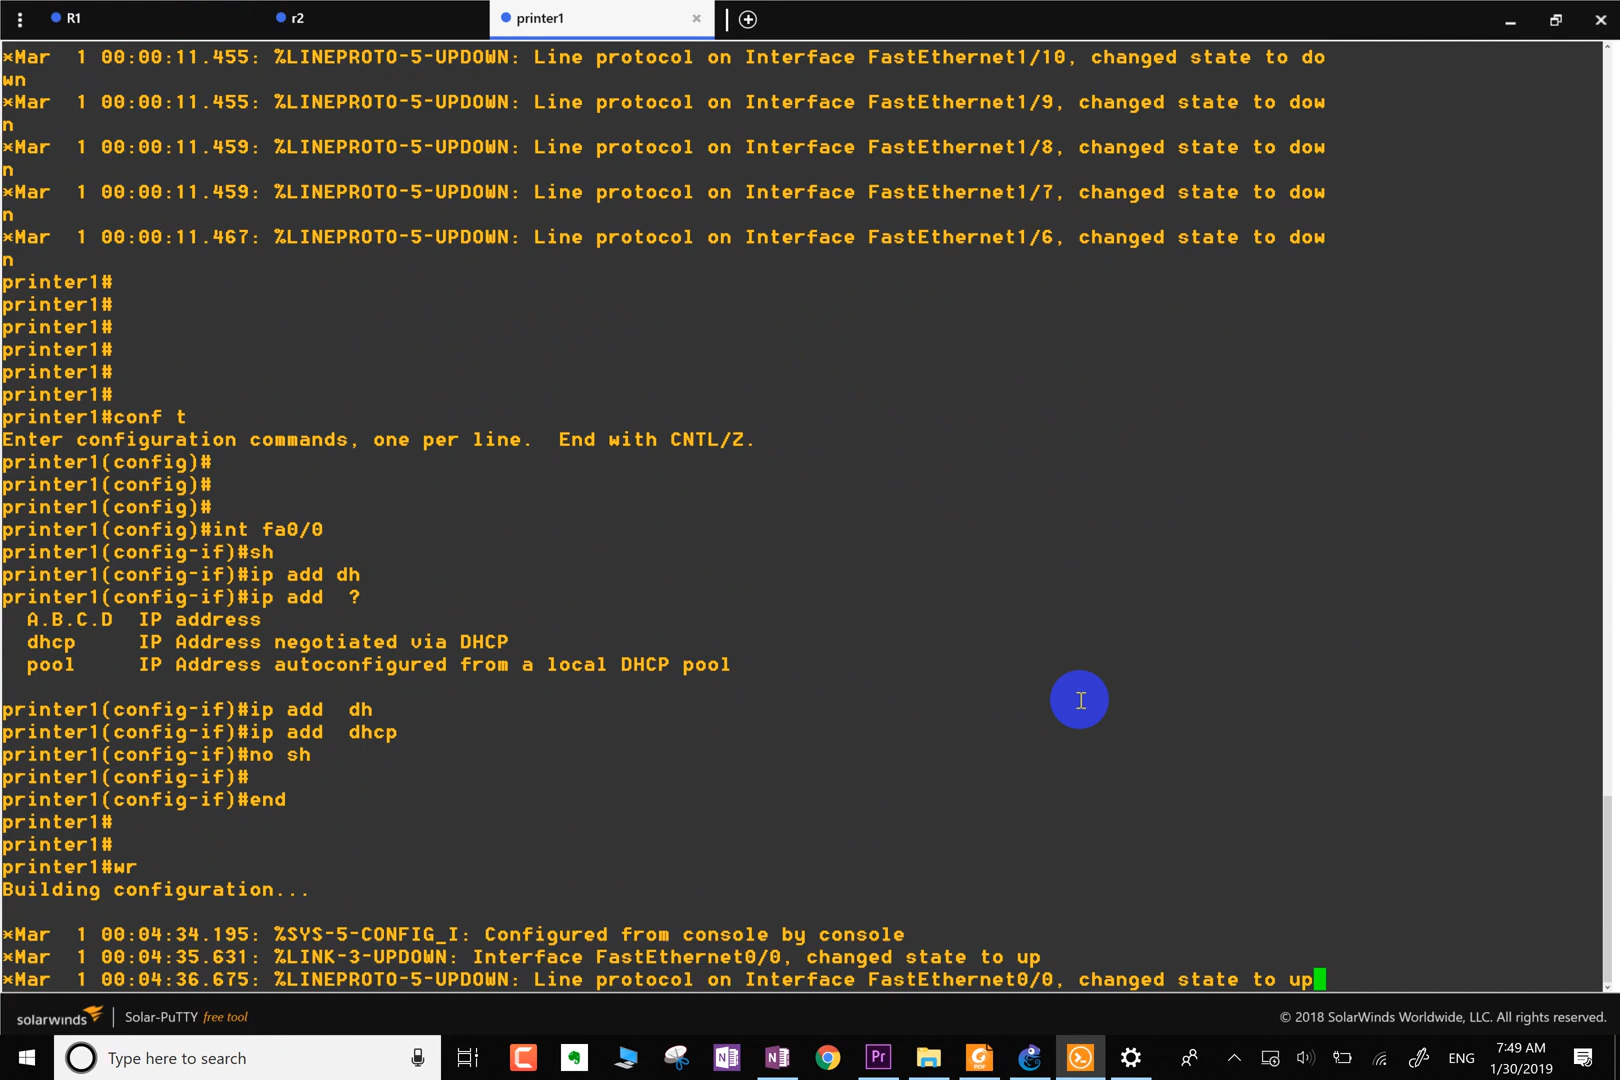 R1
r2
printer1
*Mar  1 00:00:11.455: %LINEPROTO-5-UPDOWN: Line protocol on Interface FastEthernet1/10, changed state to do
wn
*Mar  1 00:00:11.455: %LINEPROTO-5-UPDOWN: Line protocol on Interface FastEthernet1/9, changed state to dow
n
*Mar  1 00:00:11.459: %LINEPROTO-5-UPDOWN: Line protocol on Interface FastEthernet1/8, changed state to dow
n
*Mar  1 00:00:11.459: %LINEPROTO-5-UPDOWN: Line protocol on Interface FastEthernet1/7, changed state to dow
n
*Mar  1 00:00:11.467: %LINEPROTO-5-UPDOWN: Line protocol on Interface FastEthernet1/6, changed state to dow
n
printer1#
printer1#
printer1#
printer1#
printer1#
printer1#
printer1#conf t
Enter configuration commands, one per line.  End with CNTL/Z.
printer1(config)#
printer1(config)#
printer1(config)#
printer1(config)#int fa0/0
printer1(config-if)#sh
printer1(config-if)#ip add dh
printer1(config-if)#ip add  ?
  A.B.C.D  IP address
  dhcp     IP Address negotiated via DHCP
  pool     IP Address autoconfigured from a local DHCP pool
printer1(config-if)#ip add  dh
printer1(config-if)#ip add  dhcp
printer1(config-if)#no sh
printer1(config-if)#
printer1(config-if)#end
printer1#
printer1#
printer1#wr
Building configuration...
*Mar  1 00:04:34.195: %SYS-5-CONFIG_I: Configured from console by console
*Mar  1 00:04:35.631: %LINK-3-UPDOWN: Interface FastEthernet0/0, changed state to up
*Mar  1 00:04:36.675: %LINEPROTO-5-UPDOWN: Line protocol on Interface FastEthernet0/0, changed state to up
solarwinds Solar-PuTTY free tool
© 2018 SolarWinds Worldwide, LLC. All rights reserved.
Type here to search
Pr
PDF
ENG
7:49 AM
1/30/2019